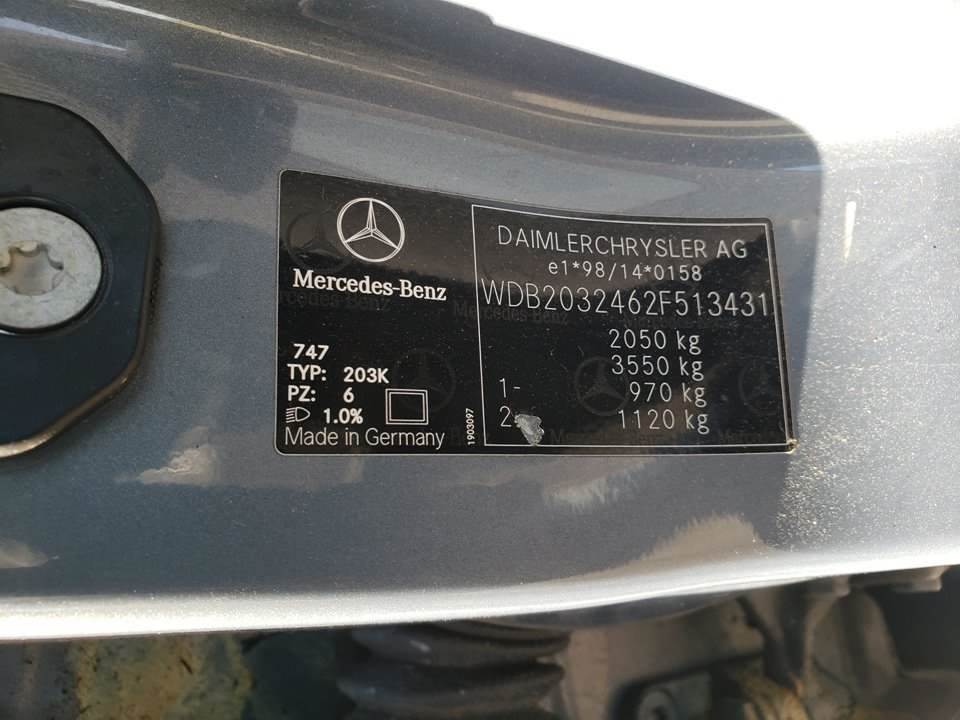 Mercedes-Benz
747
TYP: 203K
PZ: 6
1.0%
Made in Germany
1903097
DAIMLERCHRYSLER AG
e1*98/14*0158
WDB2032462F513431
2050 kg
3550 kg
1- 970 kg
2 1120 kg